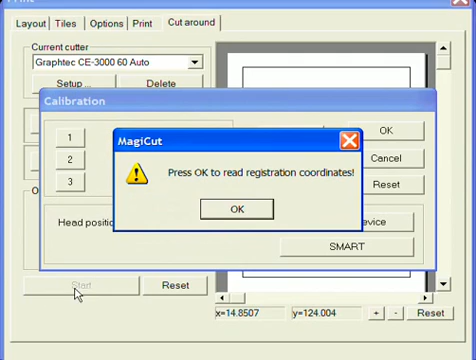 Print
Layout Tiles Options Print Cut around
Current cutter
Graphtec CE-3000 60 Auto
Setup ... Delete
Calibration
1 OK
MagiCut
2 Press OK to read registration coordinates! Cancel
3 Reset
OK
Head positio evice
SMART
Start Reset
x=14.8507 y=124.004 + - Reset